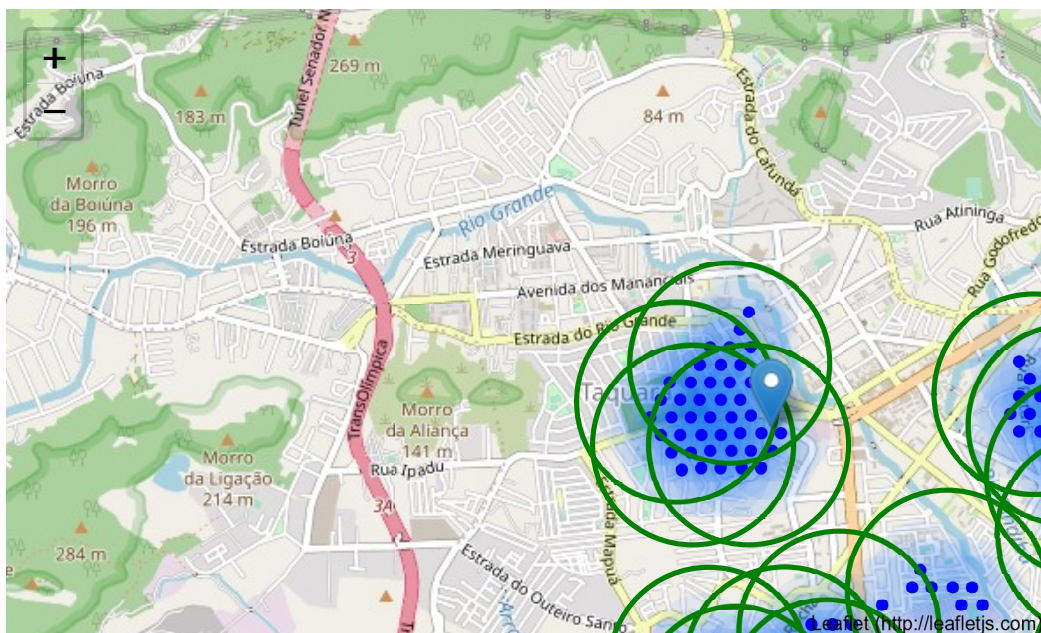 +
−
Estrada Boiúna
Túnel Senador N
269 m
183 m
84 m
Estrada do Cafundá
Morro
da Boiúna
196 m
Rio Grande
Rua Atininga
Rua Godofredo
Estrada Boiúna
3
Estrada Meringuava
Avenida dos Mananciais
Estrada do Rio Grande
TransOlímpica
Taquara
Morro
da Aliança
141 m
Morro
da Ligação
214 m
Rua Ipadu
3A
284 m
Estrada Mapuá
Estrada do Outeiro Santo
Leaflet (http://leafletjs.com)